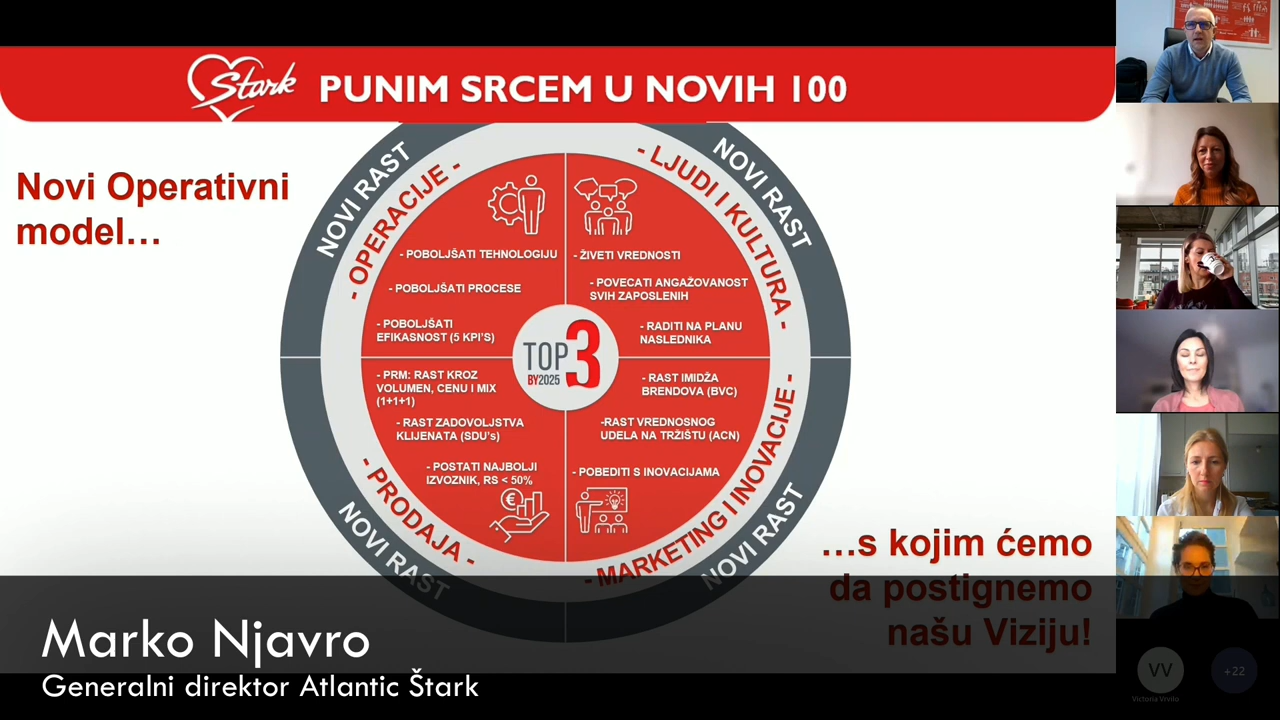 Štark PUNIM SRCEM U NOVIH 100
Novi Operativni
model...
NOVI RAST
NOVI RAST
- OPERACIJE -
- LJUDI I KULTURA -
- POBOLJŠATI TEHNOLOGIJU
- POBOLJŠATI PROCESE
- POBOLJŠATI
EFIKASNOST (5 KPI'S)
- ŽIVETI VREDNOSTI
- POVECATI ANGAŽOVANOST
SVIH ZAPOSLENIH
- RADITI NA PLANU
NASLEDNIKA
TOP 3
BY2025
- PRM: RAST KROZ
VOLUMEN, CENU I MIX
(1+1+1)
- RAST ZADOVOLJSTVA
KLIJENATA (SDU's)
- POSTATI NAJBOLJI
IZVOZNIK, RS < 50%
- RAST IMIDŽA
BRENDOVA (BVC)
-RAST VREDNOSNOG
UDELA NA TRŽIŠTU (ACN)
- POBEDITI S INOVACIJAMA
- PRODAJA -
- MARKETING I INOVACIJE -
NOVI RAST
NOVI RAST
...s kojim ćemo
da postignemo
našu Viziju!
Marko Njavro
Generalni direktor Atlantic Štark
VV
Victoria Vrvilo
+22